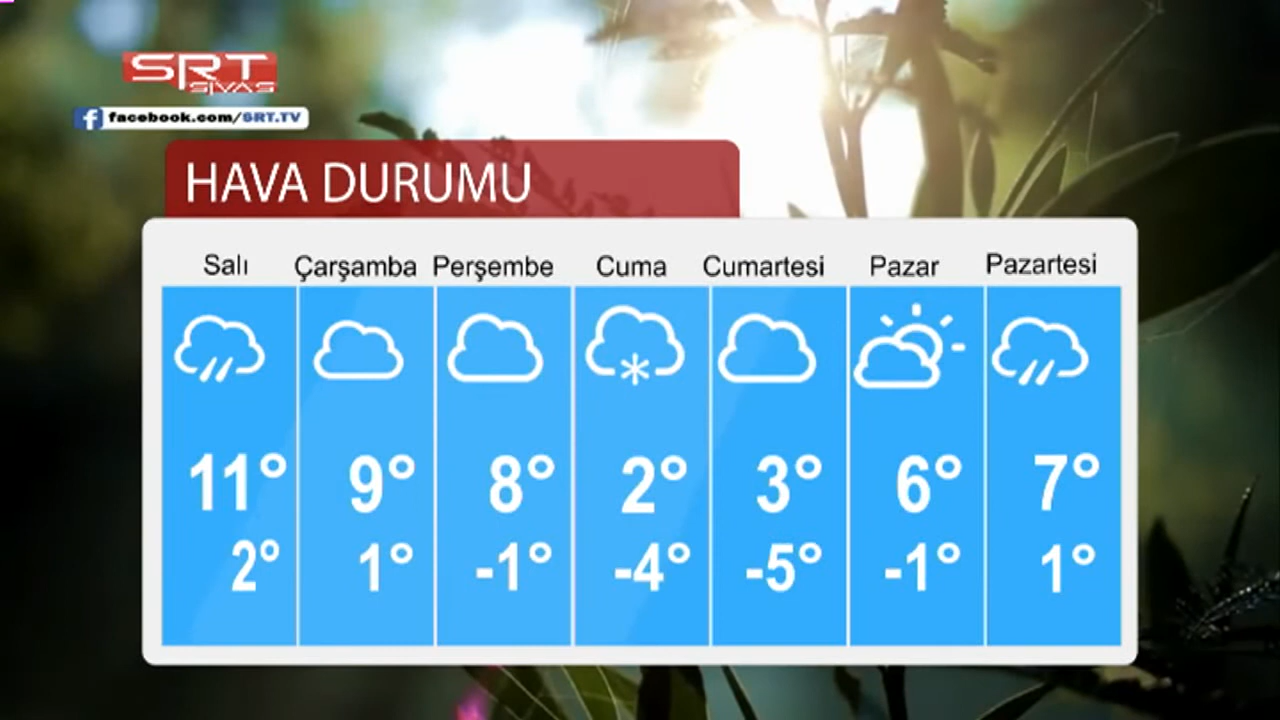 SRT
SİVAS
facebook.com/SRT.TV
HAVA DURUMU
Salı Çarşamba Perşembe Cuma Cumartesi Pazar Pazartesi
11° 9° 8° 2° 3° 6° 7°
2° 1° -1° -4° -5° -1° 1°